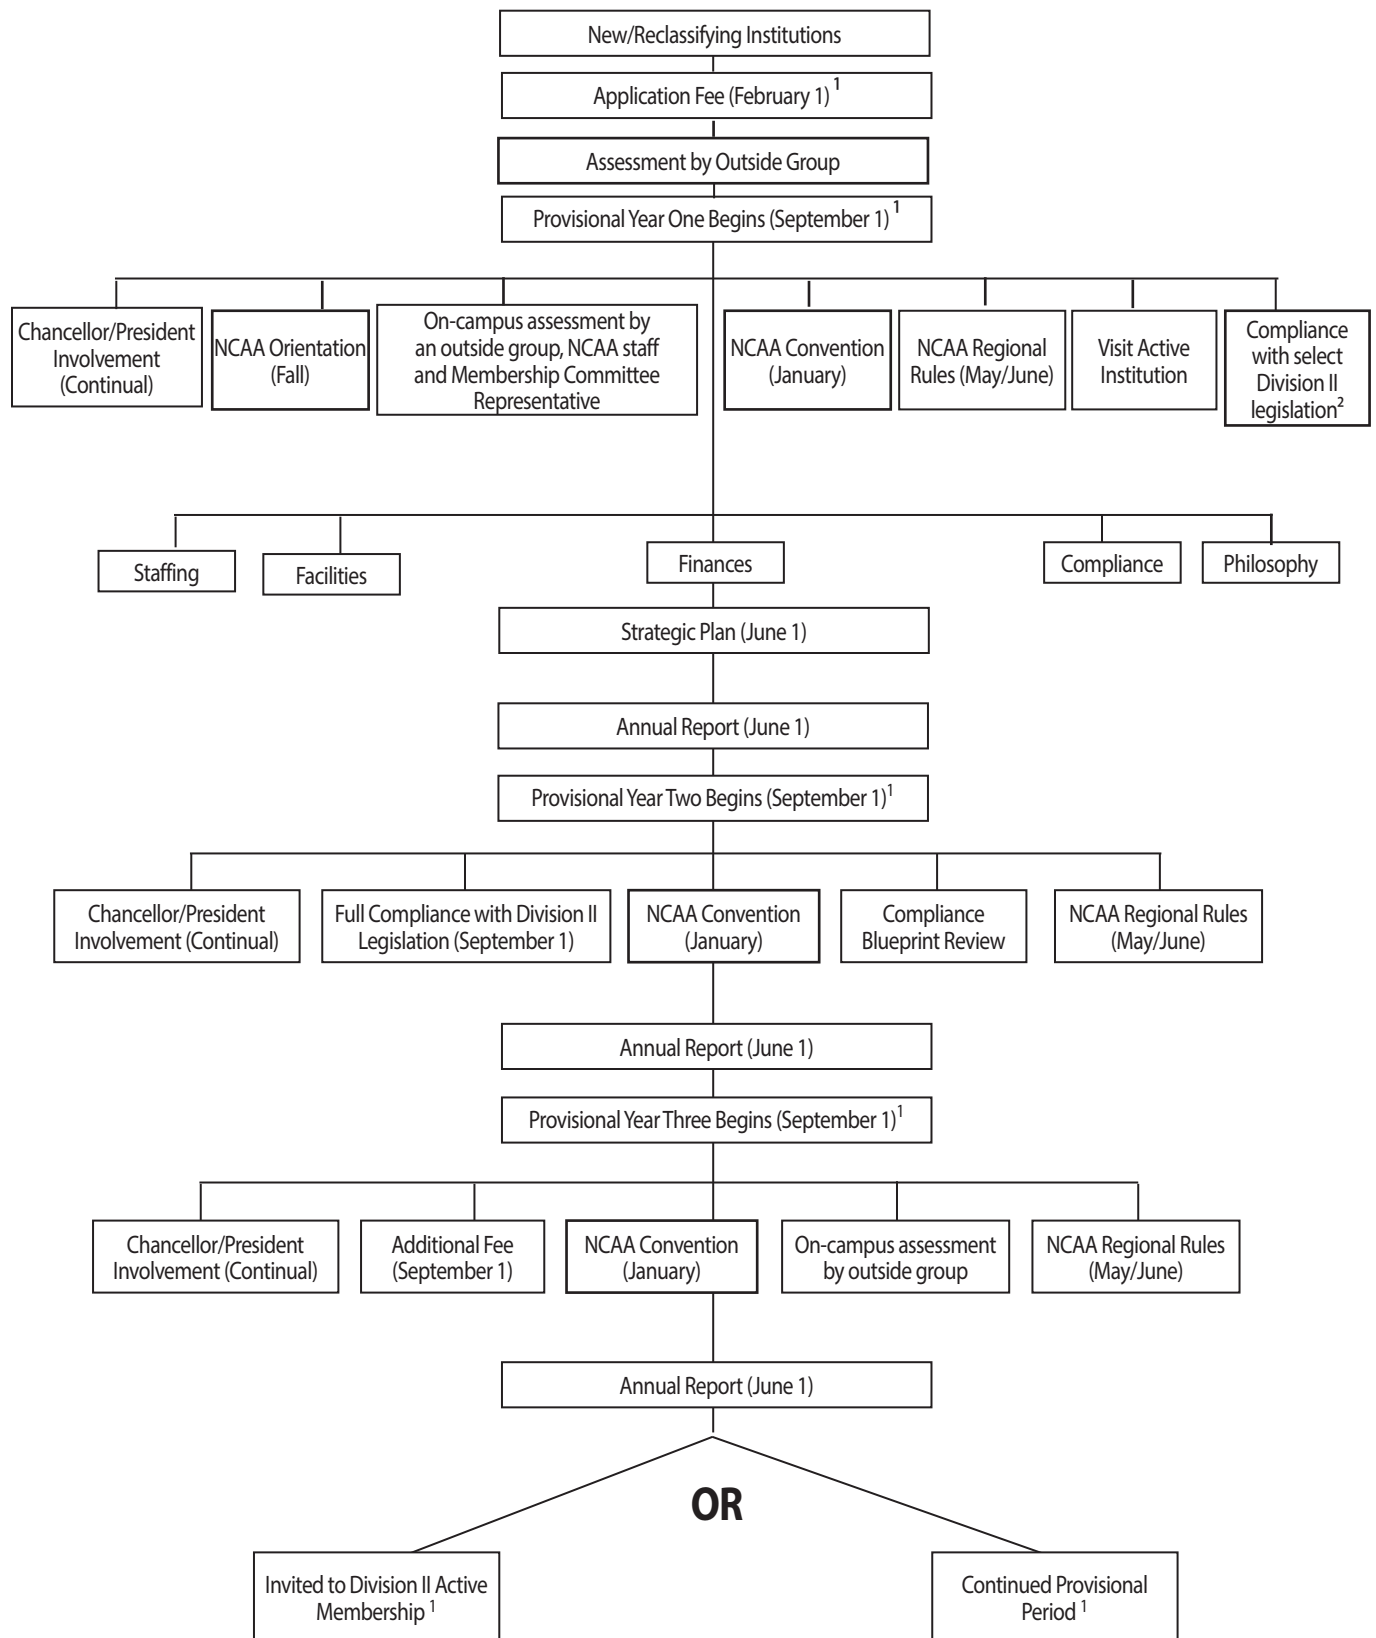 New/Reclassifying Institutions
Application Fee (February 1) 1
Assessment by Outside Group
Provisional Year One Begins (September 1) 1
Chancellor/President
Involvement
(Continual)
NCAA Orientation
(Fall)
On-campus assessment by
an outside group, NCAA staff
and Membership Committee
Representative
NCAA Convention
(January)
NCAA Regional
Rules (May/June)
Visit Active
Institution
Compliance
with select
Division II
legislation2
Staffing
Facilities
Finances
Compliance
Philosophy
Strategic Plan (June 1)
Annual Report (June 1)
Provisional Year Two Begins (September 1)1
Chancellor/President
Involvement (Continual)
Full Compliance with Division II
Legislation (September 1)
NCAA Convention
(January)
Compliance
Blueprint Review
NCAA Regional Rules
(May/June)
Annual Report (June 1)
Provisional Year Three Begins (September 1)1
Chancellor/President
Involvement (Continual)
Additional Fee
(September 1)
NCAA Convention
(January)
On-campus assessment
by outside group
NCAA Regional Rules
(May/June)
Annual Report (June 1)
OR
Invited to Division II Active
Membership 1
Continued Provisional
Period 1